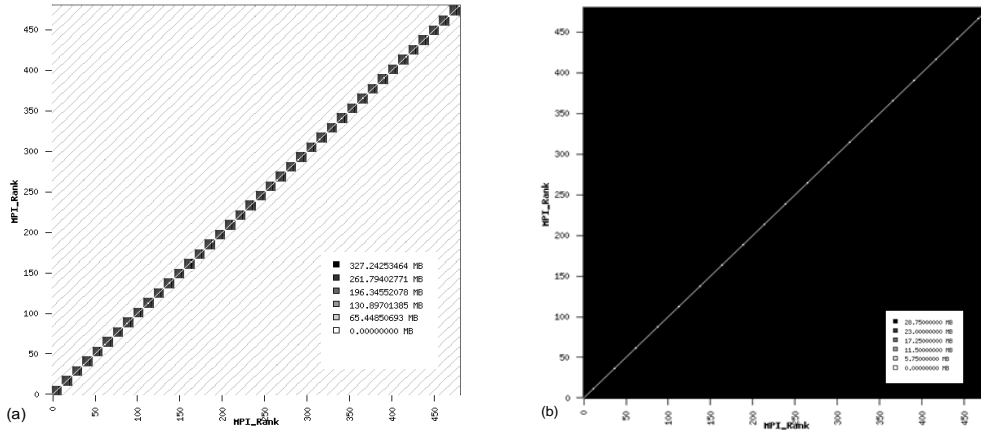 450
400
350
300
250
200
150
100
50
0
MPI_Rank
327.24253464 MB
261.79402771 MB
196.34552078 MB
130.89701385 MB
65.44850693 MB
0.00000000 MB
0 50 100 150 200 250 300 350 400 450
MPI_Rank
(a)
450
400
350
300
250
200
150
100
50
0
MPI_Rank
28.75000000 MB
23.00000000 MB
17.25000000 MB
11.50000000 MB
5.75000000 MB
0.00000000 MB
0 50 100 150 200 250 300 350 400 450
MPI_Rank
(b)